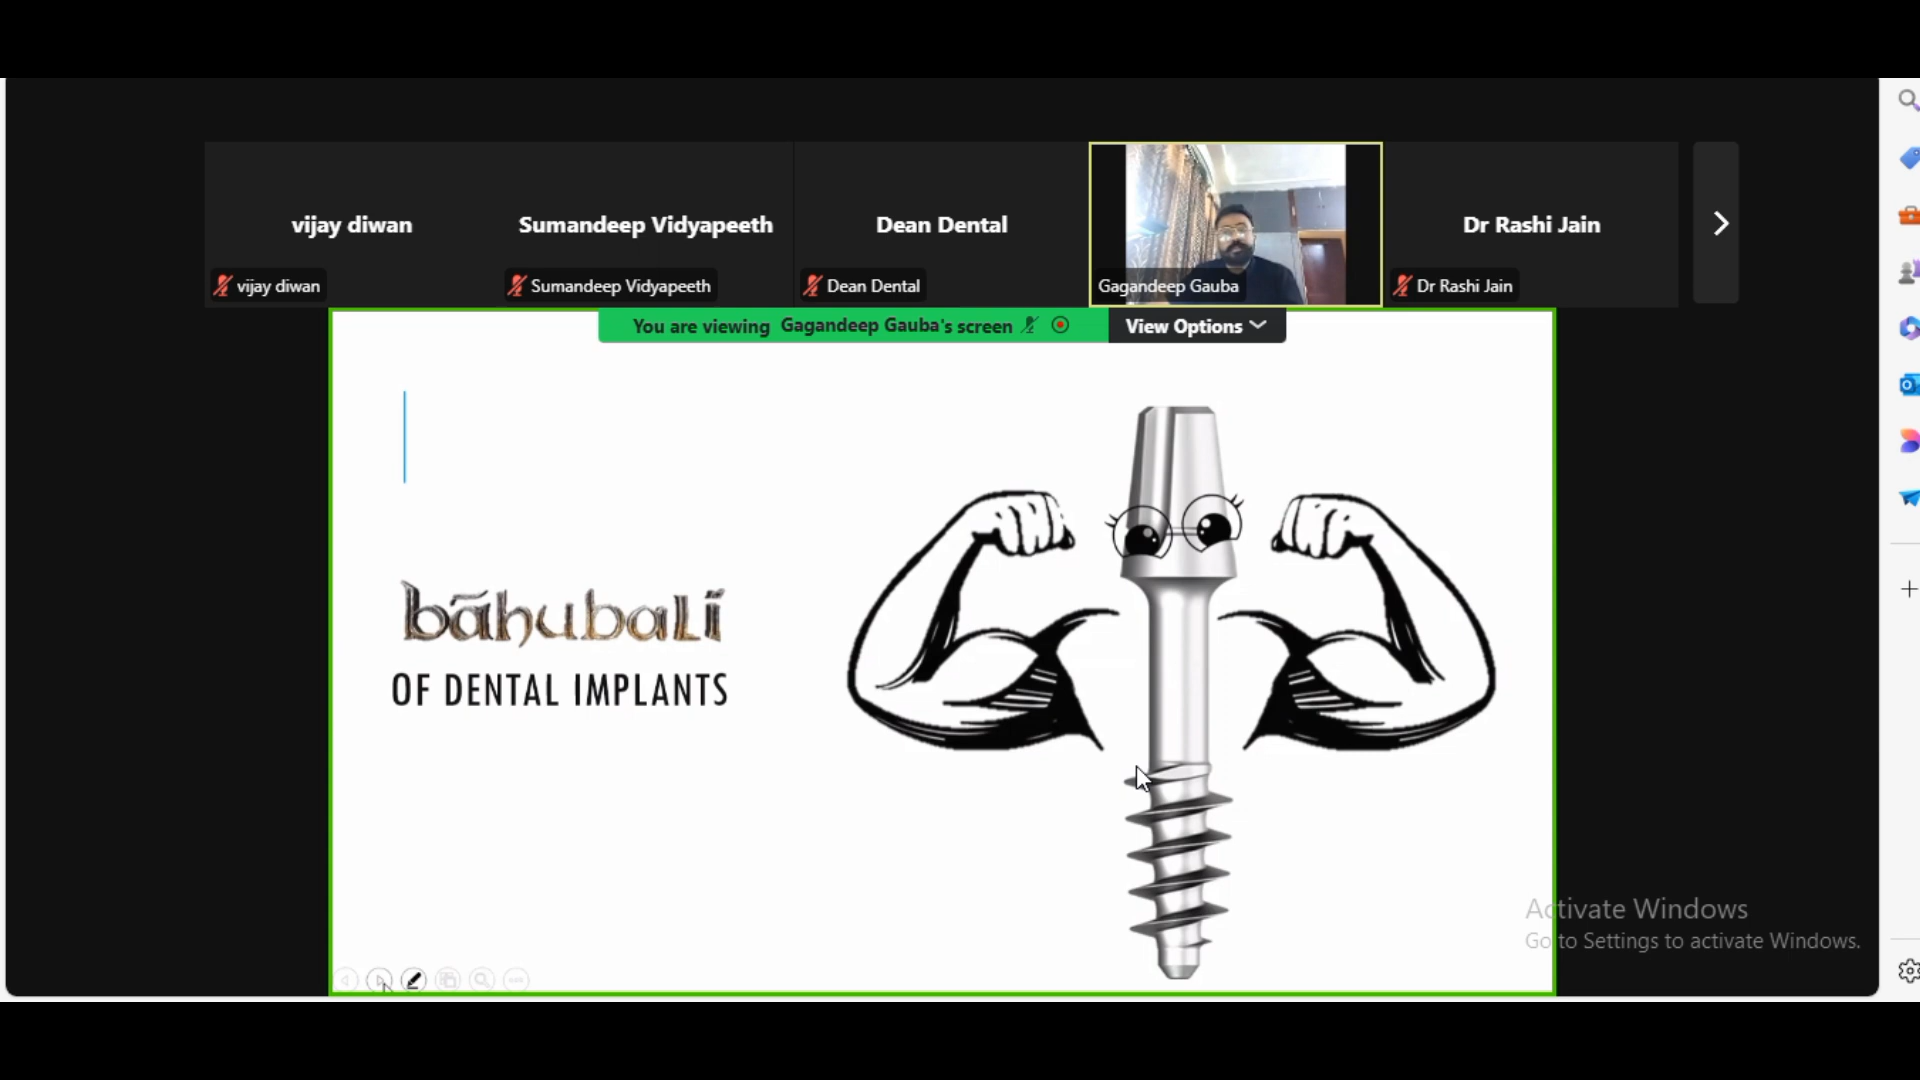 vijay diwan
Sumandeep Vidyapeeth
Dean Dental
Dr Rashi Jain
vijay diwan
Sumandeep Vidyapeeth
Dean Dental
Gagandeep Gauba
Dr Rashi Jain
You are viewing Gagandeep Gauba's screen
View Options
bāhubalī
OF DENTAL IMPLANTS
Activate Windows
Go to Settings to activate Windows.